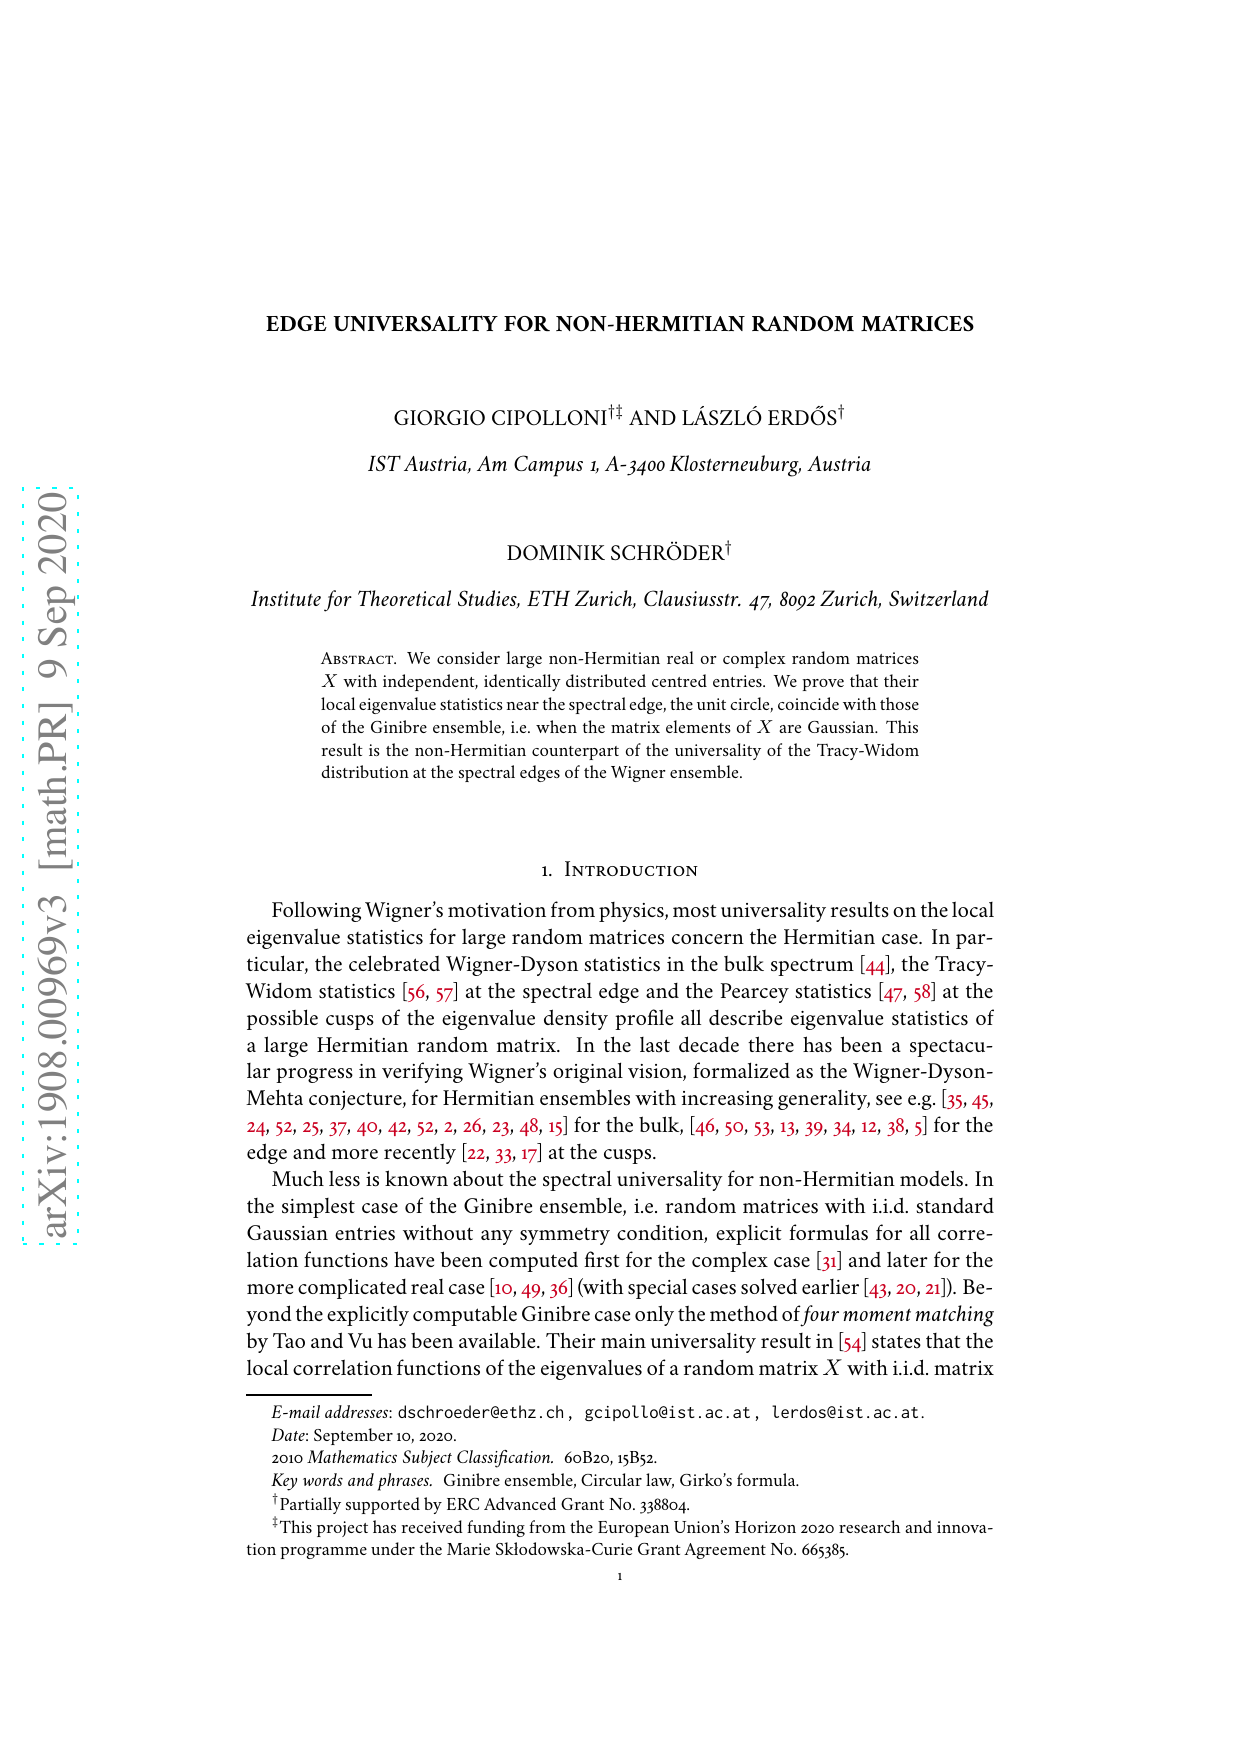 EDGE UNIVERSALITY FOR NON-HERMITIAN RANDOM MATRICES
GIORGIO CIPOLLONI†‡ AND LÁSZLÓ ERDŐS†
IST Austria, Am Campus 1, A-3400 Klosterneuburg, Austria
DOMINIK SCHRÖDER†
Institute for Theoretical Studies, ETH Zurich, Clausiusstr. 47, 8092 Zurich, Switzerland
Abstract. We consider large non-Hermitian real or complex random matrices
X with independent, identically distributed centred entries. We prove that their
local eigenvalue statistics near the spectral edge, the unit circle, coincide with those
of the Ginibre ensemble, i.e. when the matrix elements of X are Gaussian. This
result is the non-Hermitian counterpart of the universality of the Tracy-Widom
distribution at the spectral edges of the Wigner ensemble.
1. Introduction
Following Wigner's motivation from physics, most universality results on the local
eigenvalue statistics for large random matrices concern the Hermitian case. In par-
ticular, the celebrated Wigner-Dyson statistics in the bulk spectrum [44], the Tracy-
Widom statistics [56, 57] at the spectral edge and the Pearcey statistics [47, 58] at the
possible cusps of the eigenvalue density profile all describe eigenvalue statistics of
a large Hermitian random matrix. In the last decade there has been a spectacu-
lar progress in verifying Wigner's original vision, formalized as the Wigner-Dyson-
Mehta conjecture, for Hermitian ensembles with increasing generality, see e.g. [35, 45,
24, 52, 25, 37, 40, 42, 52, 2, 26, 23, 48, 15] for the bulk, [46, 50, 53, 13, 39, 34, 12, 38, 5] for the
edge and more recently [22, 33, 17] at the cusps.
Much less is known about the spectral universality for non-Hermitian models. In
the simplest case of the Ginibre ensemble, i.e. random matrices with i.i.d. standard
Gaussian entries without any symmetry condition, explicit formulas for all corre-
lation functions have been computed first for the complex case [31] and later for the
more complicated real case [10, 49, 36] (with special cases solved earlier [43, 20, 21]). Be-
yond the explicitly computable Ginibre case only the method of four moment matching
by Tao and Vu has been available. Their main universality result in [54] states that the
local correlation functions of the eigenvalues of a random matrix X with i.i.d. matrix
E-mail addresses: dschroeder@ethz.ch, gcipollo@ist.ac.at, lerdos@ist.ac.at.
Date: September 10, 2020.
2010 Mathematics Subject Classification. 60B20, 15B52.
Key words and phrases. Ginibre ensemble, Circular law, Girko's formula.
†Partially supported by ERC Advanced Grant No. 338804.
‡This project has received funding from the European Union's Horizon 2020 research and innova-
tion programme under the Marie Skłodowska-Curie Grant Agreement No. 665385.
1
arXiv:1908.00969v3 [math.PR] 9 Sep 2020